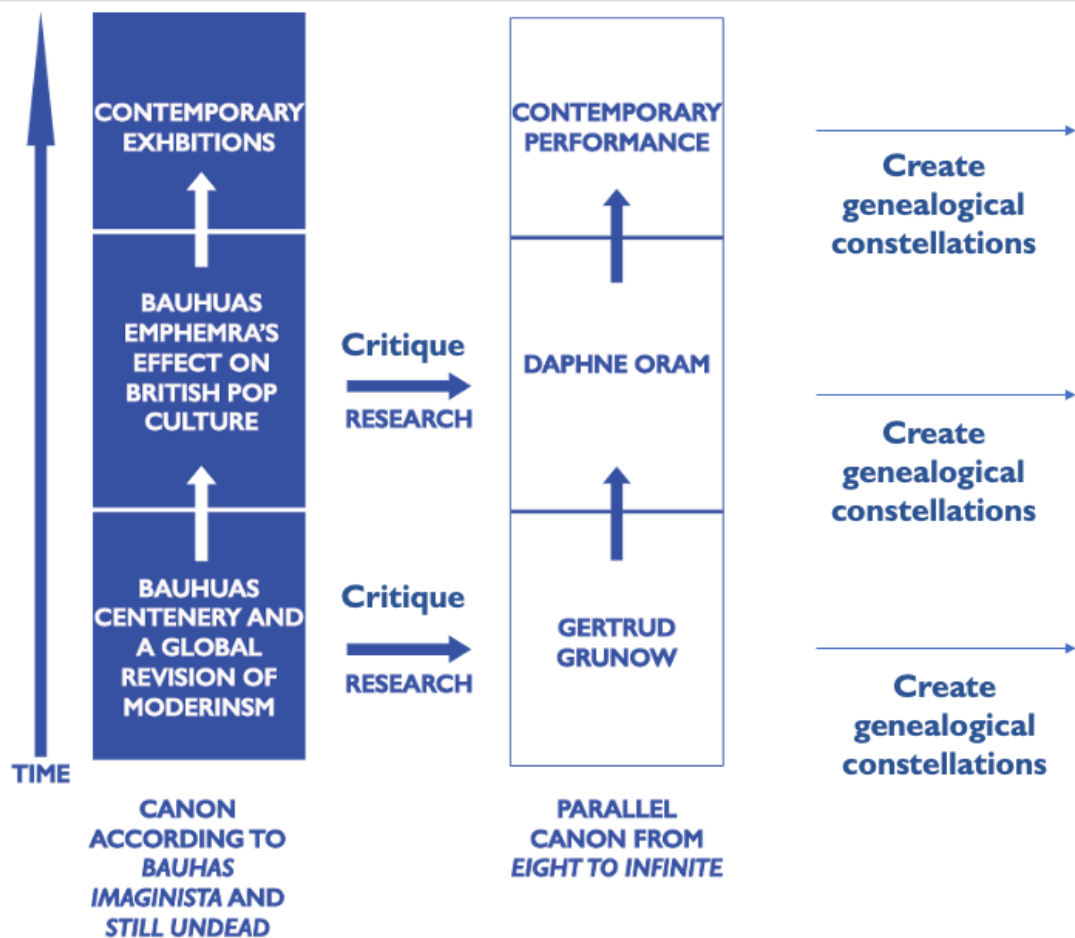 CONTEMPORARY
EXHBITIONS
BAUHUAS
EMPHEMRA'S
EFFECT ON
BRITISH POP
CULTURE
BAUHUAS
CENTENERY AND
A GLOBAL
REVISION OF
MODERINSM
TIME
CANON
ACCORDING TO
BAUHAS
IMAGINISTA AND
STILL UNDEAD
Critique
RESEARCH
Critique
RESEARCH
CONTEMPORARY
PERFORMANCE
DAPHNE ORAM
GERTRUD
GRUNOW
PARALLEL
CANON FROM
EIGHT TO INFINITE
Create
genealogical
constellations
Create
genealogical
constellations
Create
genealogical
constellations